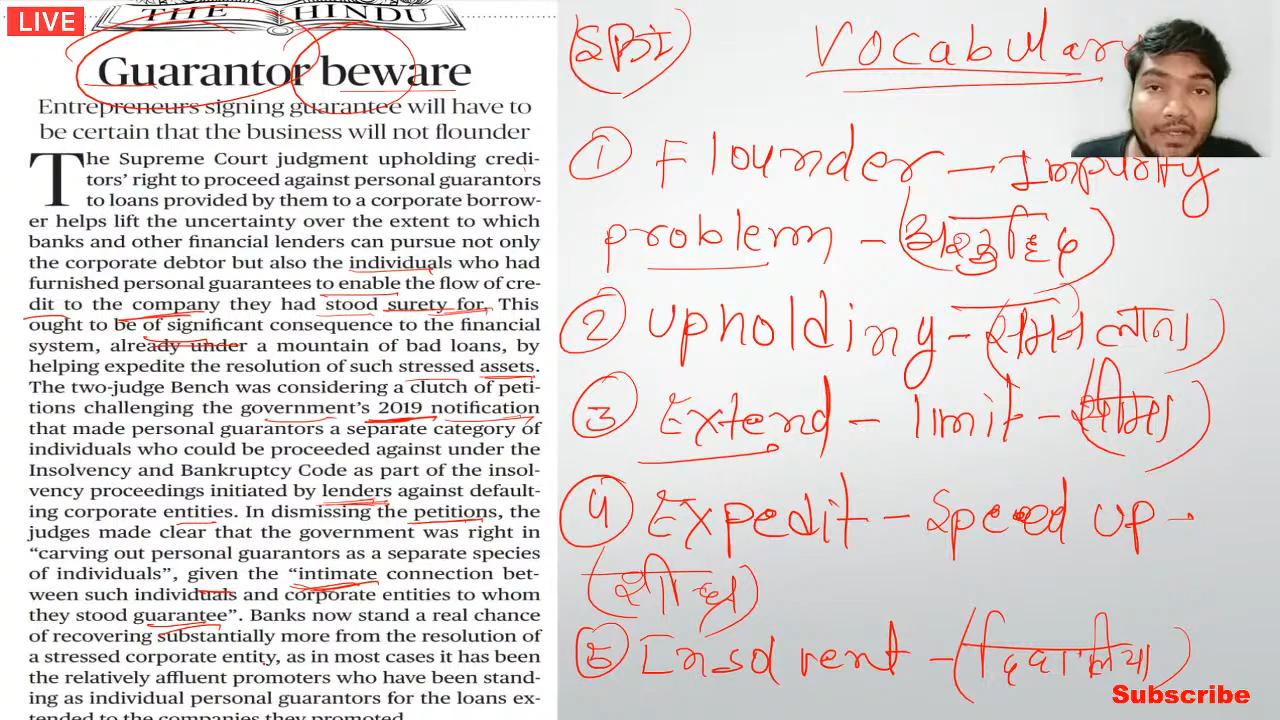 LIVE
THE HINDU
Guarantor beware
Entrepreneurs signing guarantee will have to
be certain that the business will not flounder
The Supreme Court judgment upholding credi-
tors' right to proceed against personal guarantors
to loans provided by them to a corporate borrow-
er helps lift the uncertainty over the extent to which
banks and other financial lenders can pursue not only
the corporate debtor but also the individuals who had
furnished personal guarantees to enable the flow of cre-
dit to the company they had stood surety for. This
ought to be of significant consequence to the financial
system, already under a mountain of bad loans, by
helping expedite the resolution of such stressed assets.
The two-judge Bench was considering a clutch of peti-
tions challenging the government's 2019 notification
that made personal guarantors a separate category of
individuals who could be proceeded against under the
Insolvency and Bankruptcy Code as part of the insol-
vency proceedings initiated by lenders against default-
ing corporate entities. In dismissing the petitions, the
judges made clear that the government was right in
“carving out personal guarantors as a separate species
of individuals”, given the “intimate connection bet-
ween such individuals and corporate entities to whom
they stood guarantee”. Banks now stand a real chance
of recovering substantially more from the resolution of
a stressed corporate entity, as in most cases it has been
the relatively affluent promoters who have been stand-
ing as individual personal guarantors for the loans ex-
tended to the companies they promoted.
SBI Vocabulary
① Flounder – Impurity
problem –
② Upholding –
③ Extend – limit – (सीमा)
④ Expedit – Speed up –
⑤ Insolvent –
Subscribe